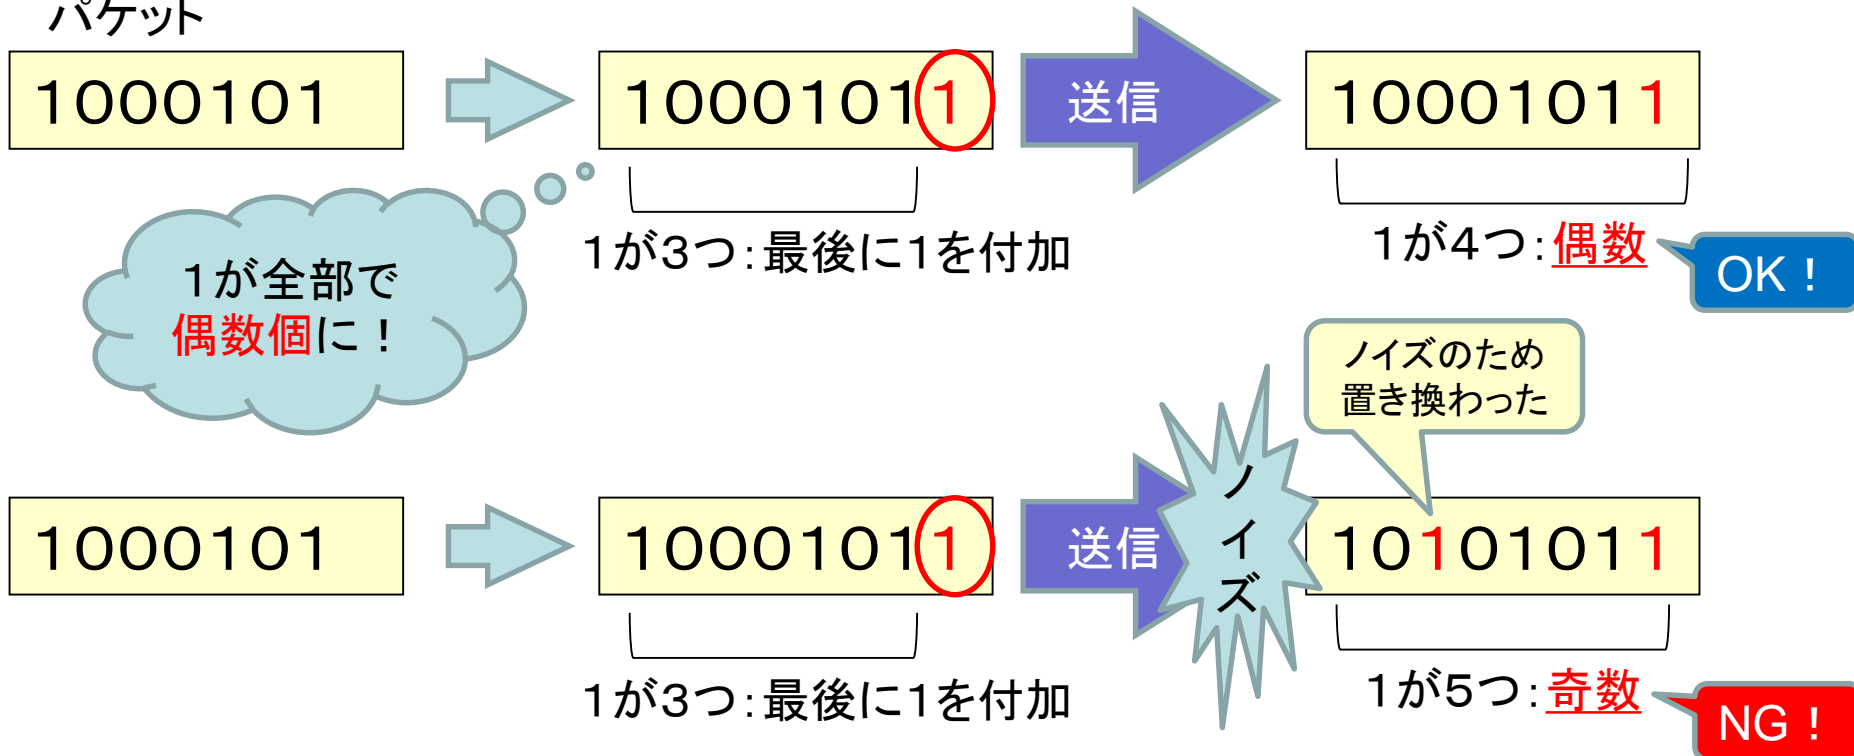 パケット
1000101
10001011
送信
10001011
1が3つ：最後に1を付加
1が4つ：偶数
OK！
1が全部で
偶数個に！
ノイズのため
置き換わった
1000101
10001011
送信
ノイズ
10101011
1が3つ：最後に1を付加
1が5つ：奇数
NG！